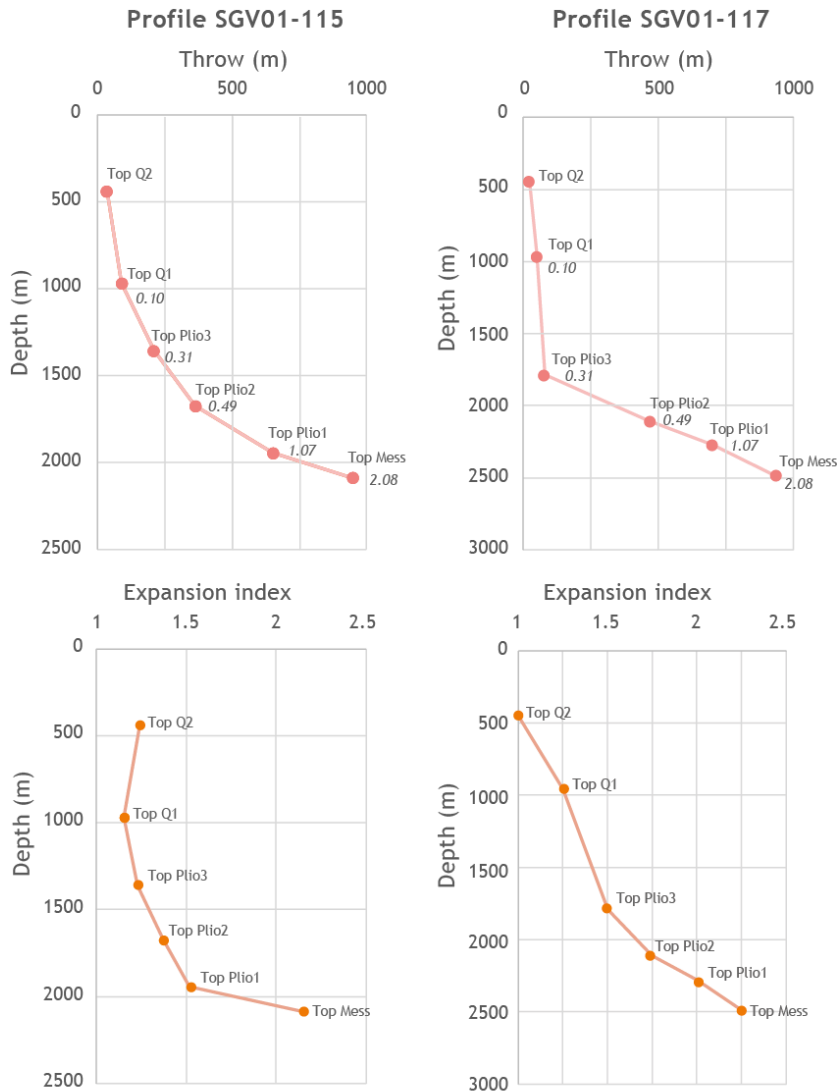 Profile SGV01-115
Throw (m)
0 500 1000
0
500
1000
1500
2000
2500
Depth (m)
Top Q2
Top Q1
0.10
Top Plio3
0.31
Top Plio2
0.49
Top Plio1
1.07
Top Mess
2.08
Profile SGV01-117
Throw (m)
0 500 1000
0
500
1000
1500
2000
2500
3000
Depth (m)
Top Q2
Top Q1
0.10
Top Plio3
0.31
Top Plio2
0.49
Top Plio1
1.07
Top Mess
2.08
Expansion index
1 1.5 2 2.5
0
500
1000
1500
2000
2500
Depth (m)
Top Q2
Top Q1
Top Plio3
Top Plio2
Top Plio1
Top Mess
Expansion index
1 1.5 2 2.5
0
500
1000
1500
2000
2500
3000
Depth (m)
Top Q2
Top Q1
Top Plio3
Top Plio2
Top Plio1
Top Mess